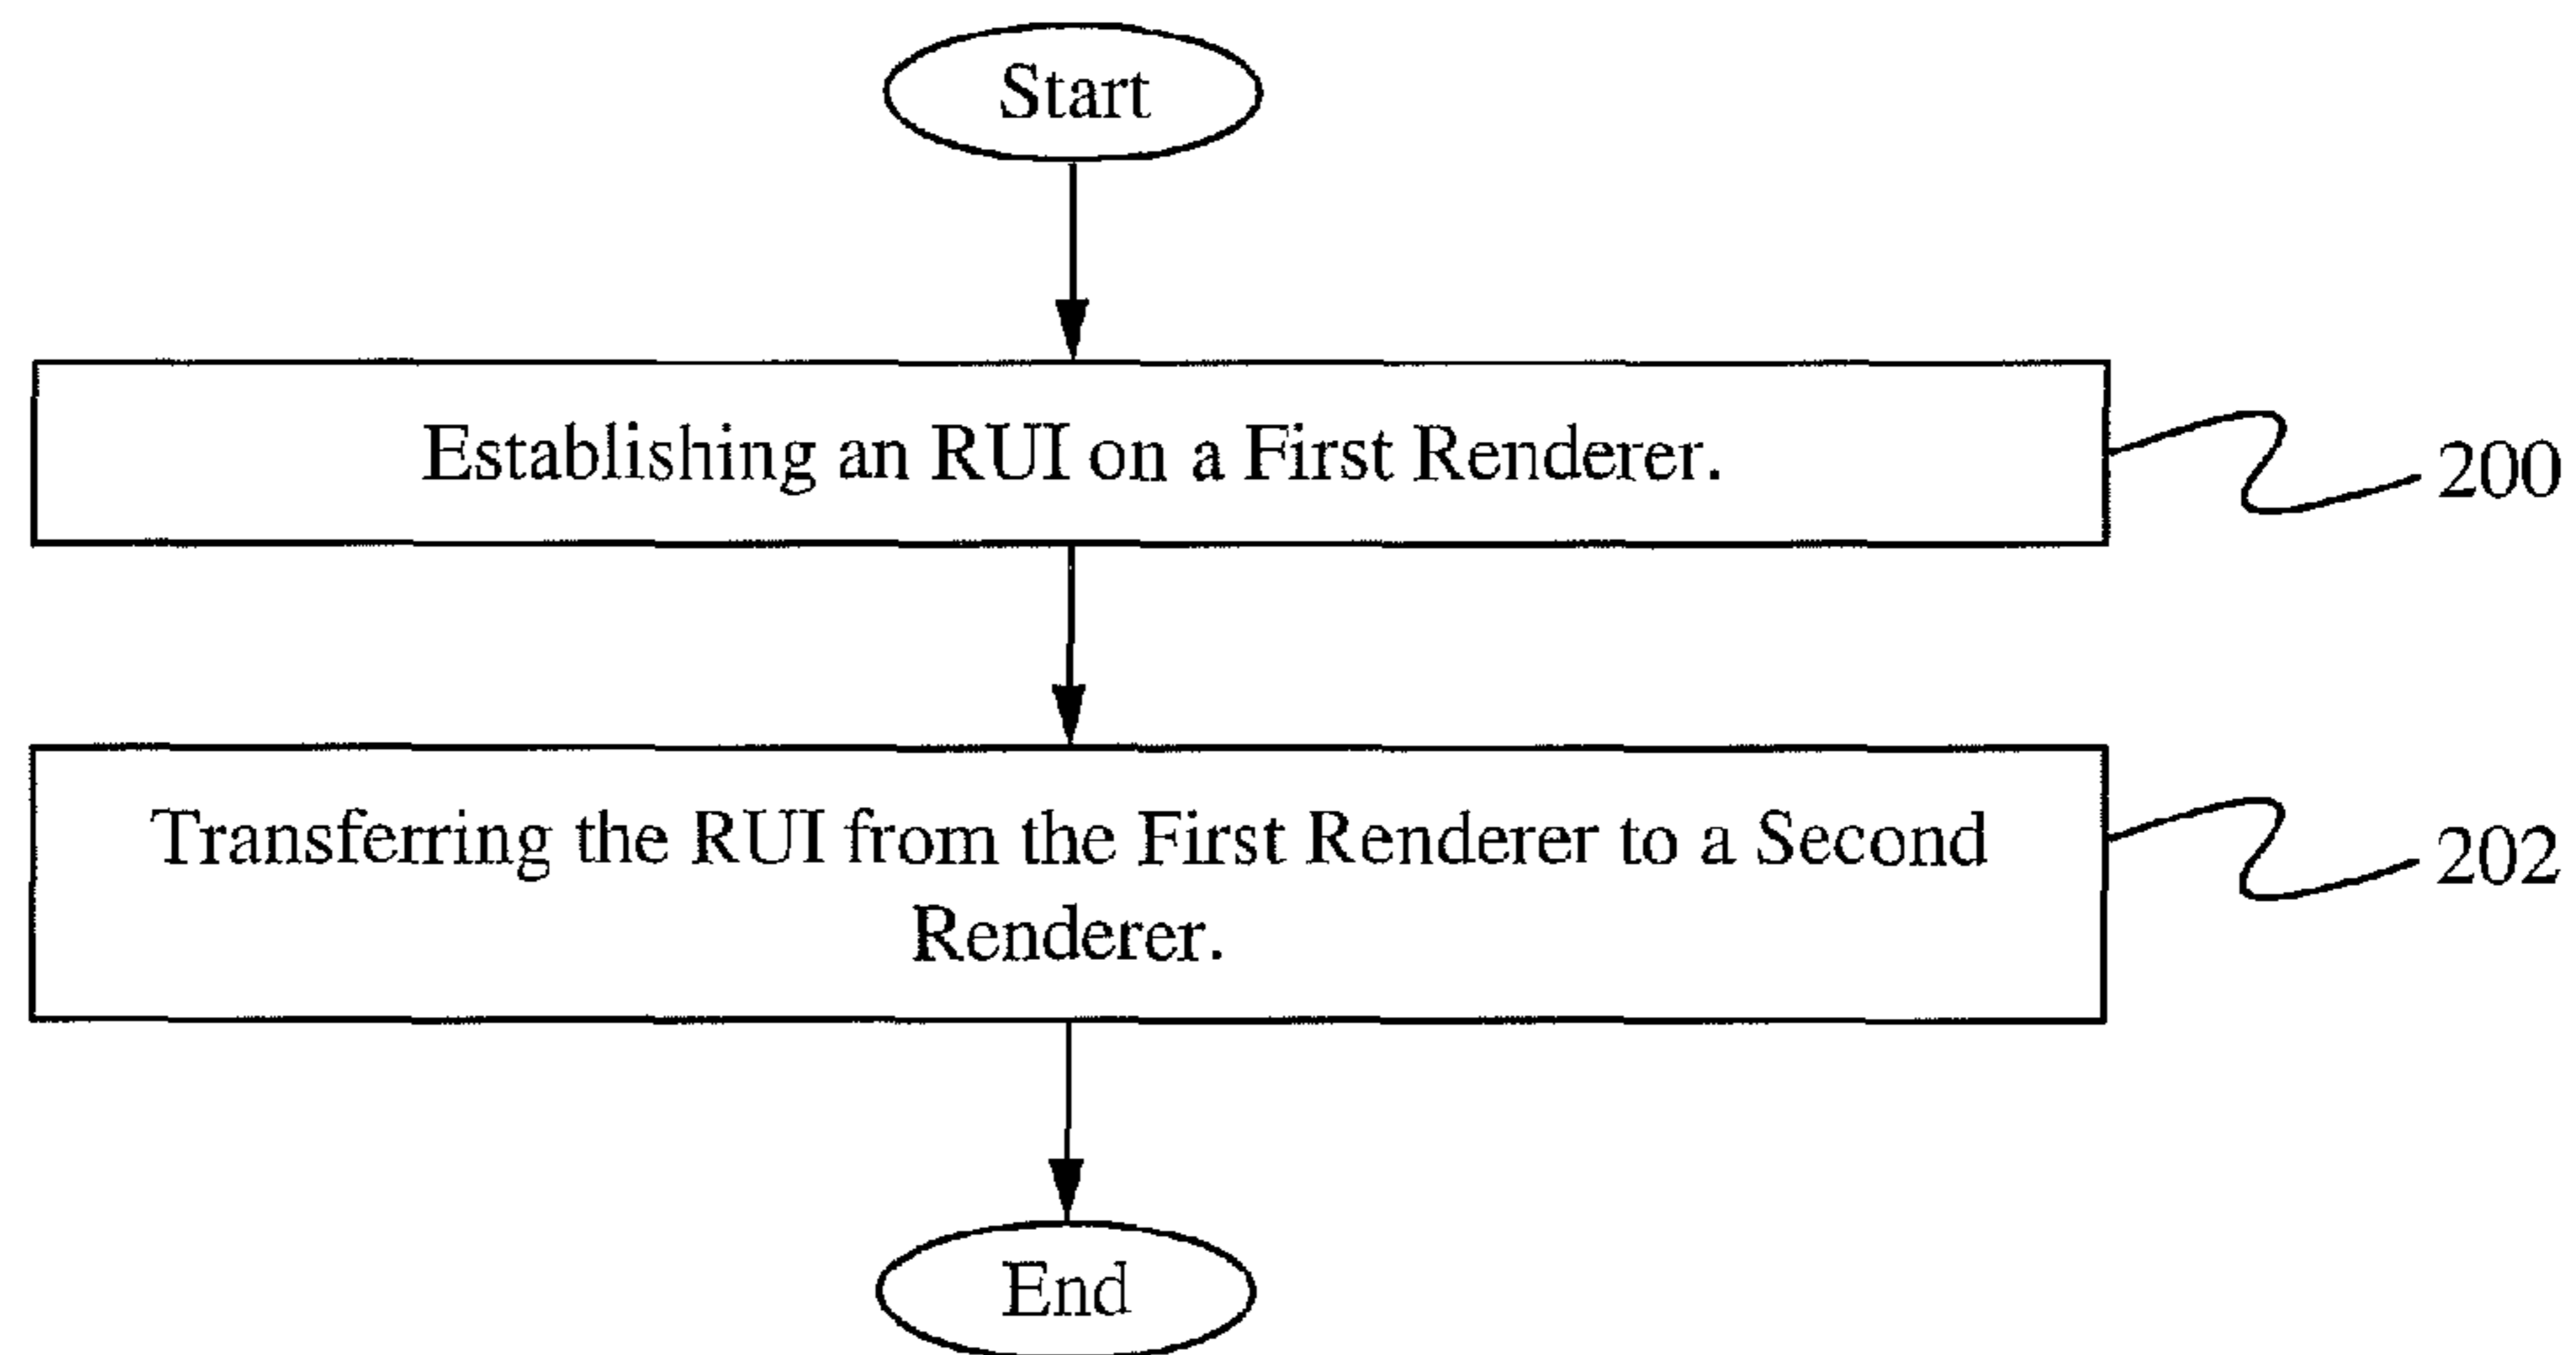 Start
Establishing an RUI on a First Renderer.
200
Transferring the RUI from the First Renderer to a Second
Renderer.
202
End